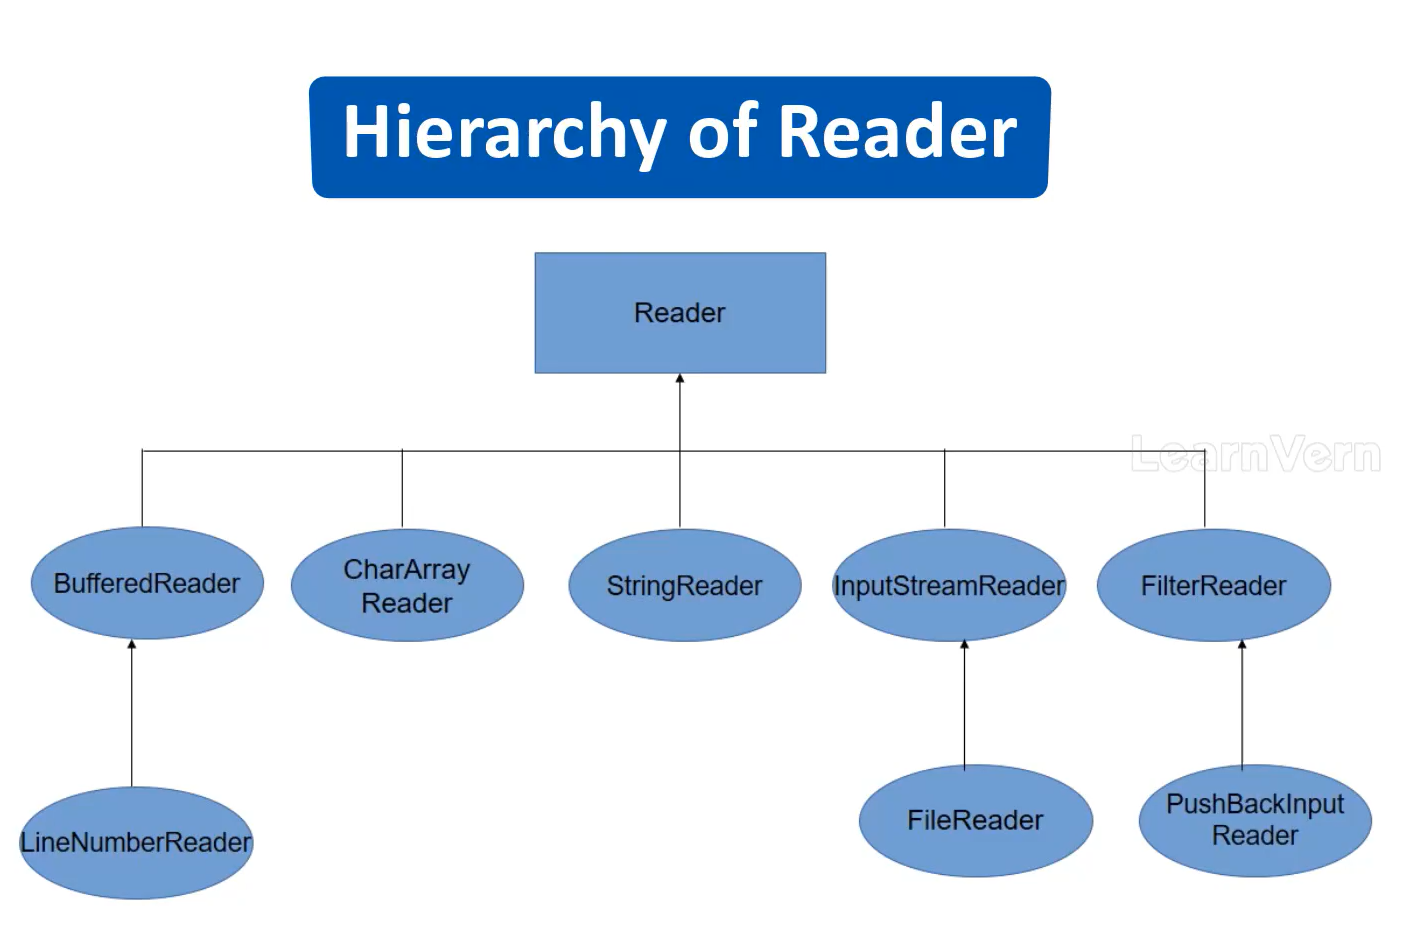 Hierarchy of Reader
Reader
LearnVern
BufferedReader
CharArray
Reader
StringReader
InputStreamReader
FilterReader
LineNumberReader
FileReader
PushBackInput
Reader